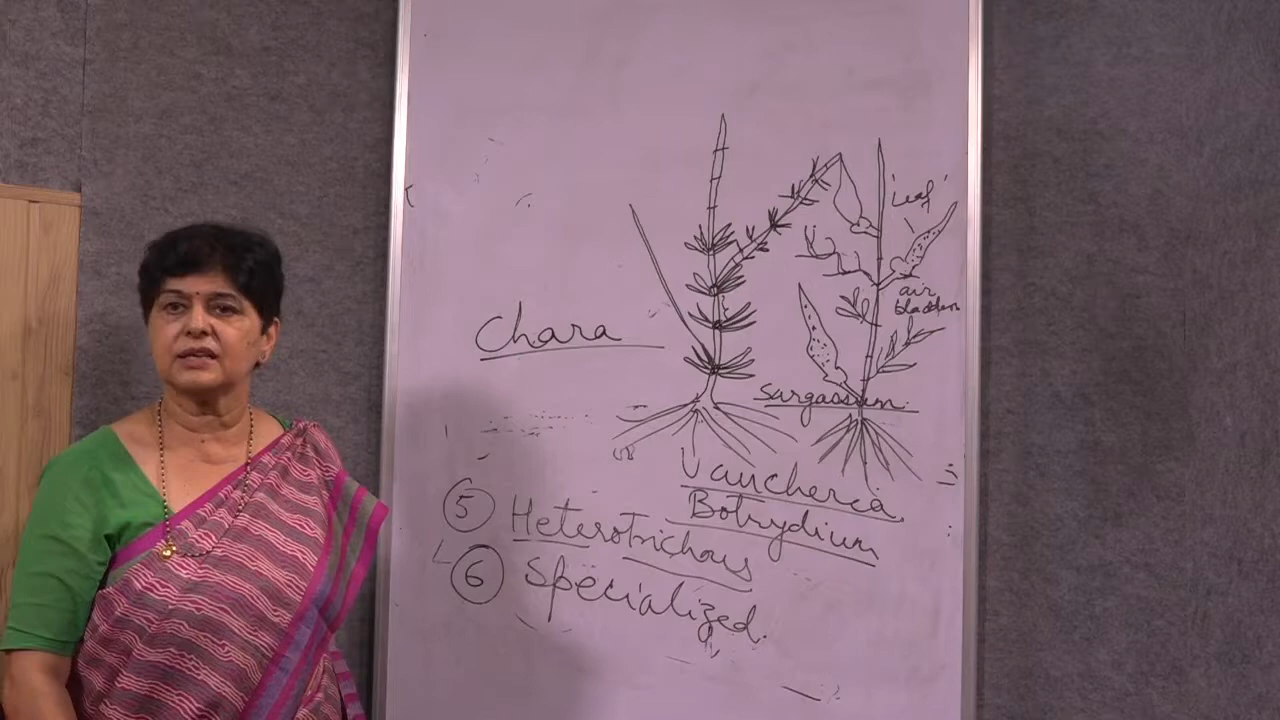 'leaf'
air
bladder
Chara
Sargassum.
Vaucheria
Botrydium
5 Heterotrichous
6 Specialized.